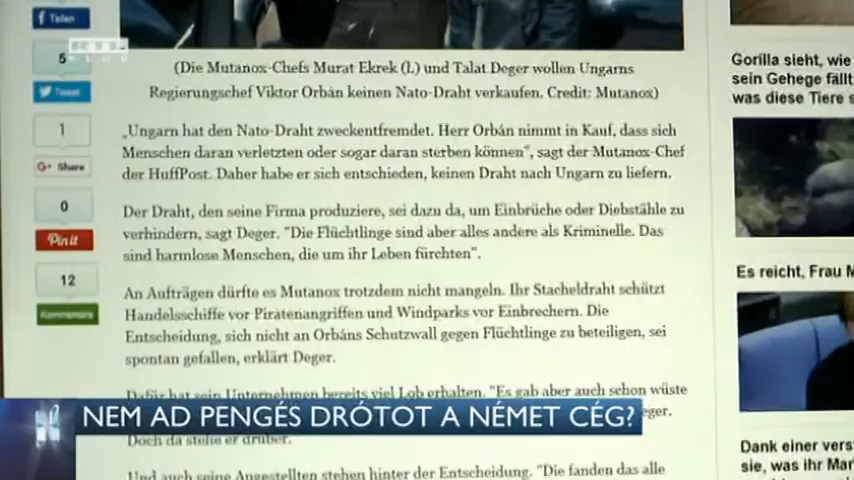 Teilen
5
Tweet
1
G+ Share
0
Pin it
12
Kommentare
(Die Mutanox-Chefs Murat Ekrek (l.) und Talat Deger wollen Ungarns
Regierungschef Viktor Orbán keinen Nato-Draht verkaufen. Credit: Mutanox)
„Ungarn hat den Nato-Draht zweckentfremdet. Herr Orbán nimmt in Kauf, dass sich
Menschen daran verletzten oder sogar daran sterben können", sagt der Mutanox-Chef
der HuffPost. Daher habe er sich entschieden, keinen Draht nach Ungarn zu liefern.
Der Draht, den seine Firma produziere, sei dazu da, um Einbrüche oder Diebstähle zu
verhindern, sagt Deger. "Die Flüchtlinge sind aber alles andere als Kriminelle. Das
sind harmlose Menschen, die um ihr Leben fürchten".
An Aufträgen dürfte es Mutanox trotzdem nicht mangeln. Ihr Stacheldraht schützt
Handelsschiffe vor Piratenangriffen und Windparks vor Einbrechern. Die
Entscheidung, sich nicht an Orbáns Schutzwall gegen Flüchtlinge zu beteiligen, sei
spontan gefallen, erklärt Deger.
Dafür hat sein Unternehmen bereits viel Lob erhalten. "Es gab aber auch schon wüste
eger.
Doch da stehe er drüber.
Und auch seine Angestellten stehen hinter der Entscheidung. "Die fanden das alle
Gorilla sieht, wie
sein Gehege fällt
was diese Tiere s
Es reicht, Frau M
Dank einer vers
sie, was ihr Mar
NEM AD PENGÉS DRÓTOT A NÉMET CÉG?